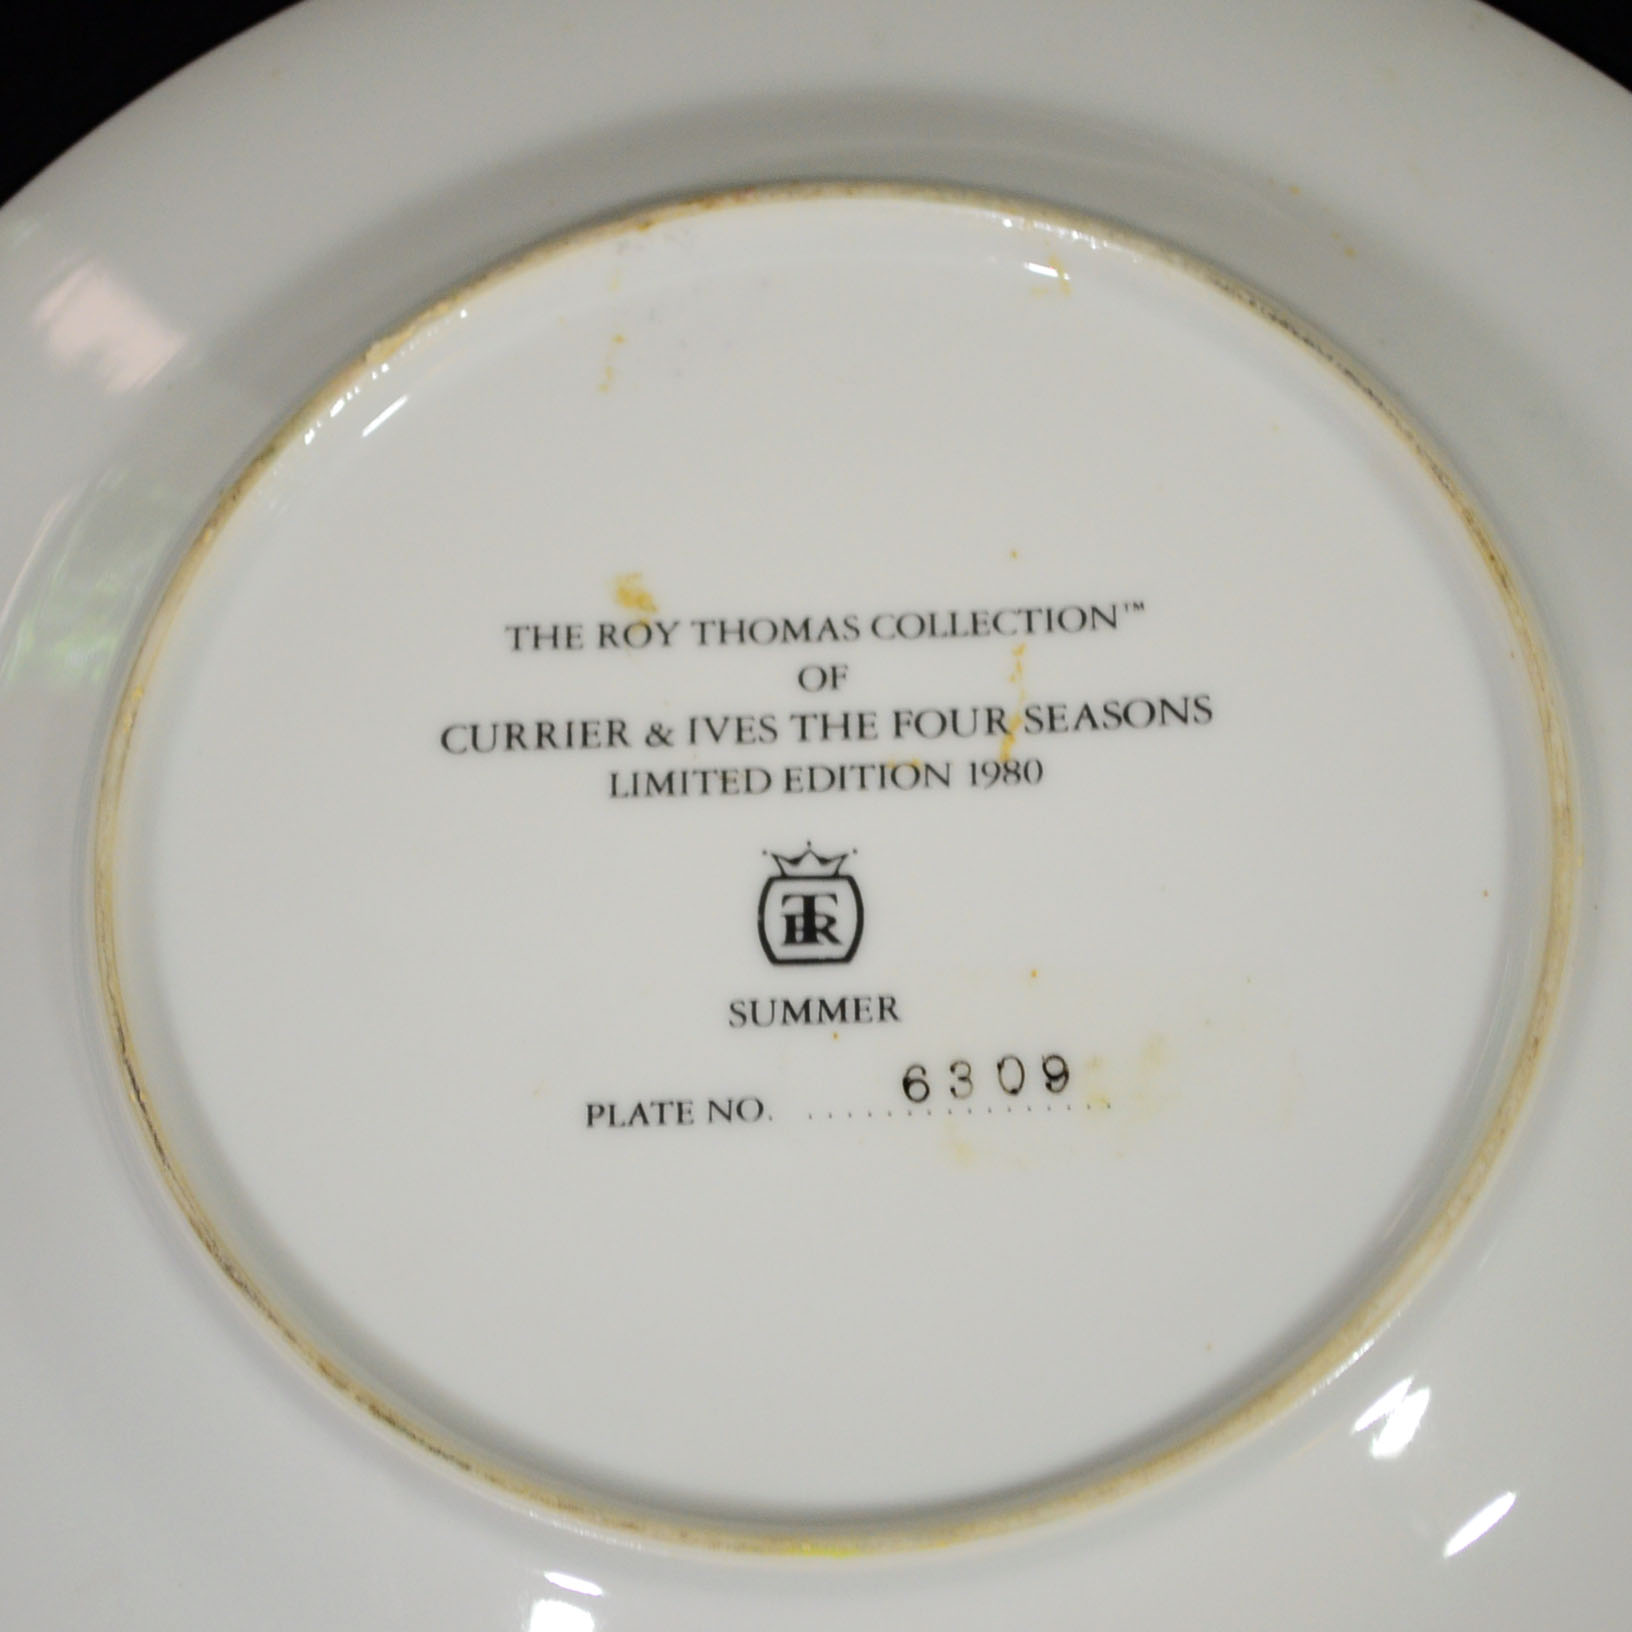 THE ROY THOMAS COLLECTION™
OF
CURRIER & IVES THE FOUR SEASONS
LIMITED EDITION 1980
TR
SUMMER
PLATE NO. ................ 6309